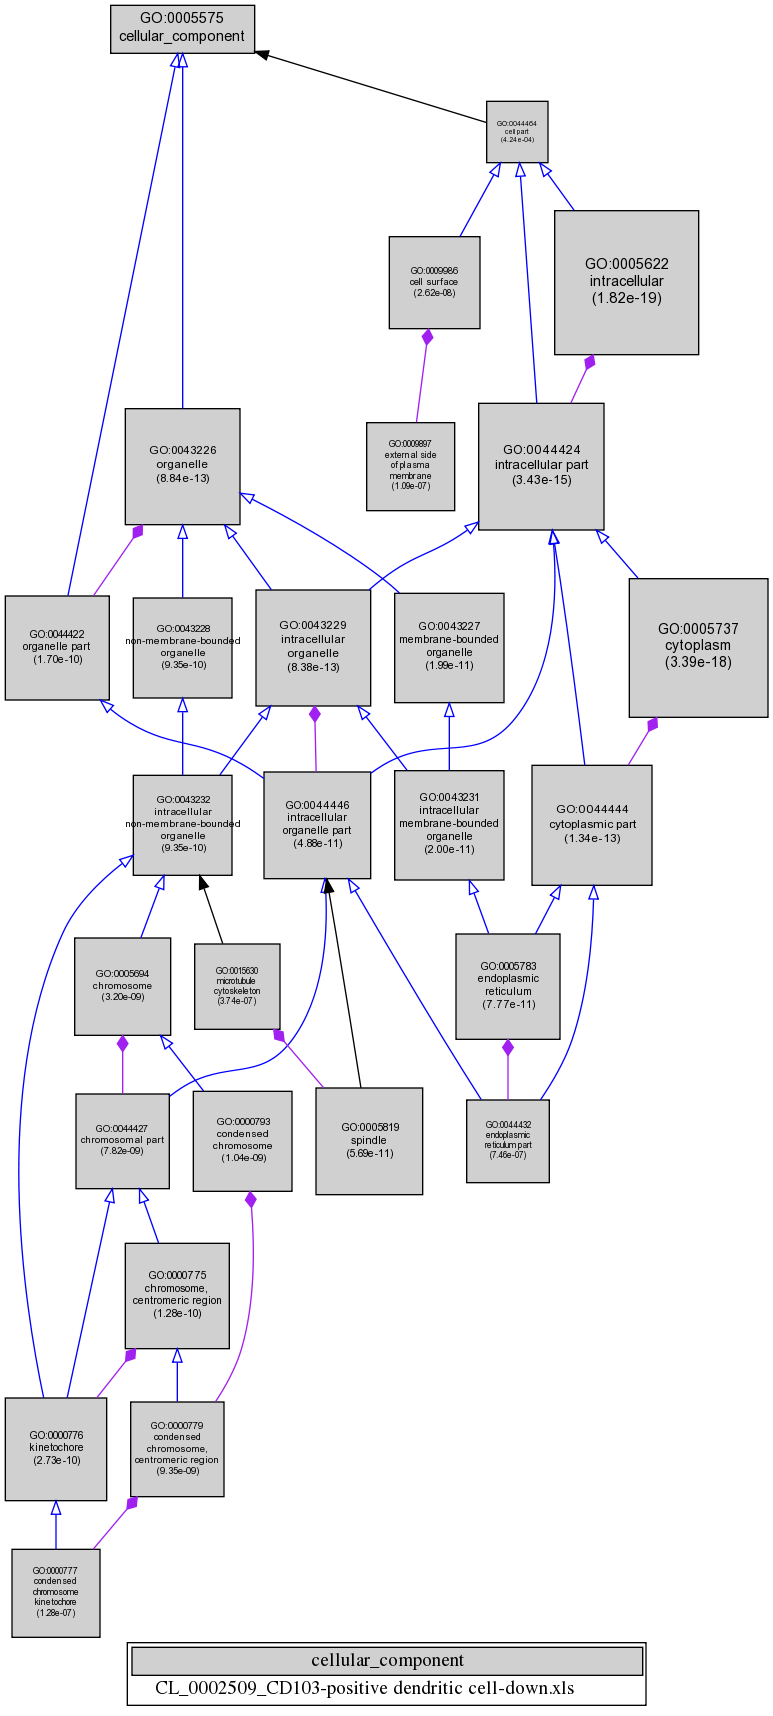 GO:0005575
cellular_component
GO:0044464
cell part
(4.24e-04)
GO:0005622
intracellular
(1.82e-19)
GO:0009986
cell surface
(2.62e-08)
GO:0043226
organelle
(8.84e-13)
GO:0009897
external side
of plasma
membrane
(1.09e-07)
GO:0044424
intracellular part
(3.43e-15)
GO:0044422
organelle part
(1.70e-10)
GO:0043228
non-membrane-bounded
organelle
(9.35e-10)
GO:0043229
intracellular
organelle
(8.38e-13)
GO:0043227
membrane-bounded
organelle
(1.99e-11)
GO:0005737
cytoplasm
(3.39e-18)
GO:0043232
intracellular
non-membrane-bounded
organelle
(9.35e-10)
GO:0044446
intracellular
organelle part
(4.88e-11)
GO:0043231
intracellular
membrane-bounded
organelle
(2.00e-11)
GO:0044444
cytoplasmic part
(1.34e-13)
GO:0005694
chromosome
(3.20e-09)
GO:0015630
microtubule
cytoskeleton
(3.74e-07)
GO:0005783
endoplasmic
reticulum
(7.77e-11)
GO:0044427
chromosomal part
(7.82e-09)
GO:0000793
condensed
chromosome
(1.04e-09)
GO:0005819
spindle
(5.69e-11)
GO:0044432
endoplasmic
reticulum part
(7.46e-07)
GO:0000775
chromosome,
centromeric region
(1.28e-10)
GO:0000776
kinetochore
(2.73e-10)
GO:0000779
condensed
chromosome,
centromeric region
(9.35e-09)
GO:0000777
condensed
chromosome
kinetochore
(1.28e-07)
cellular_component
CL_0002509_CD103-positive dendritic cell-down.xls